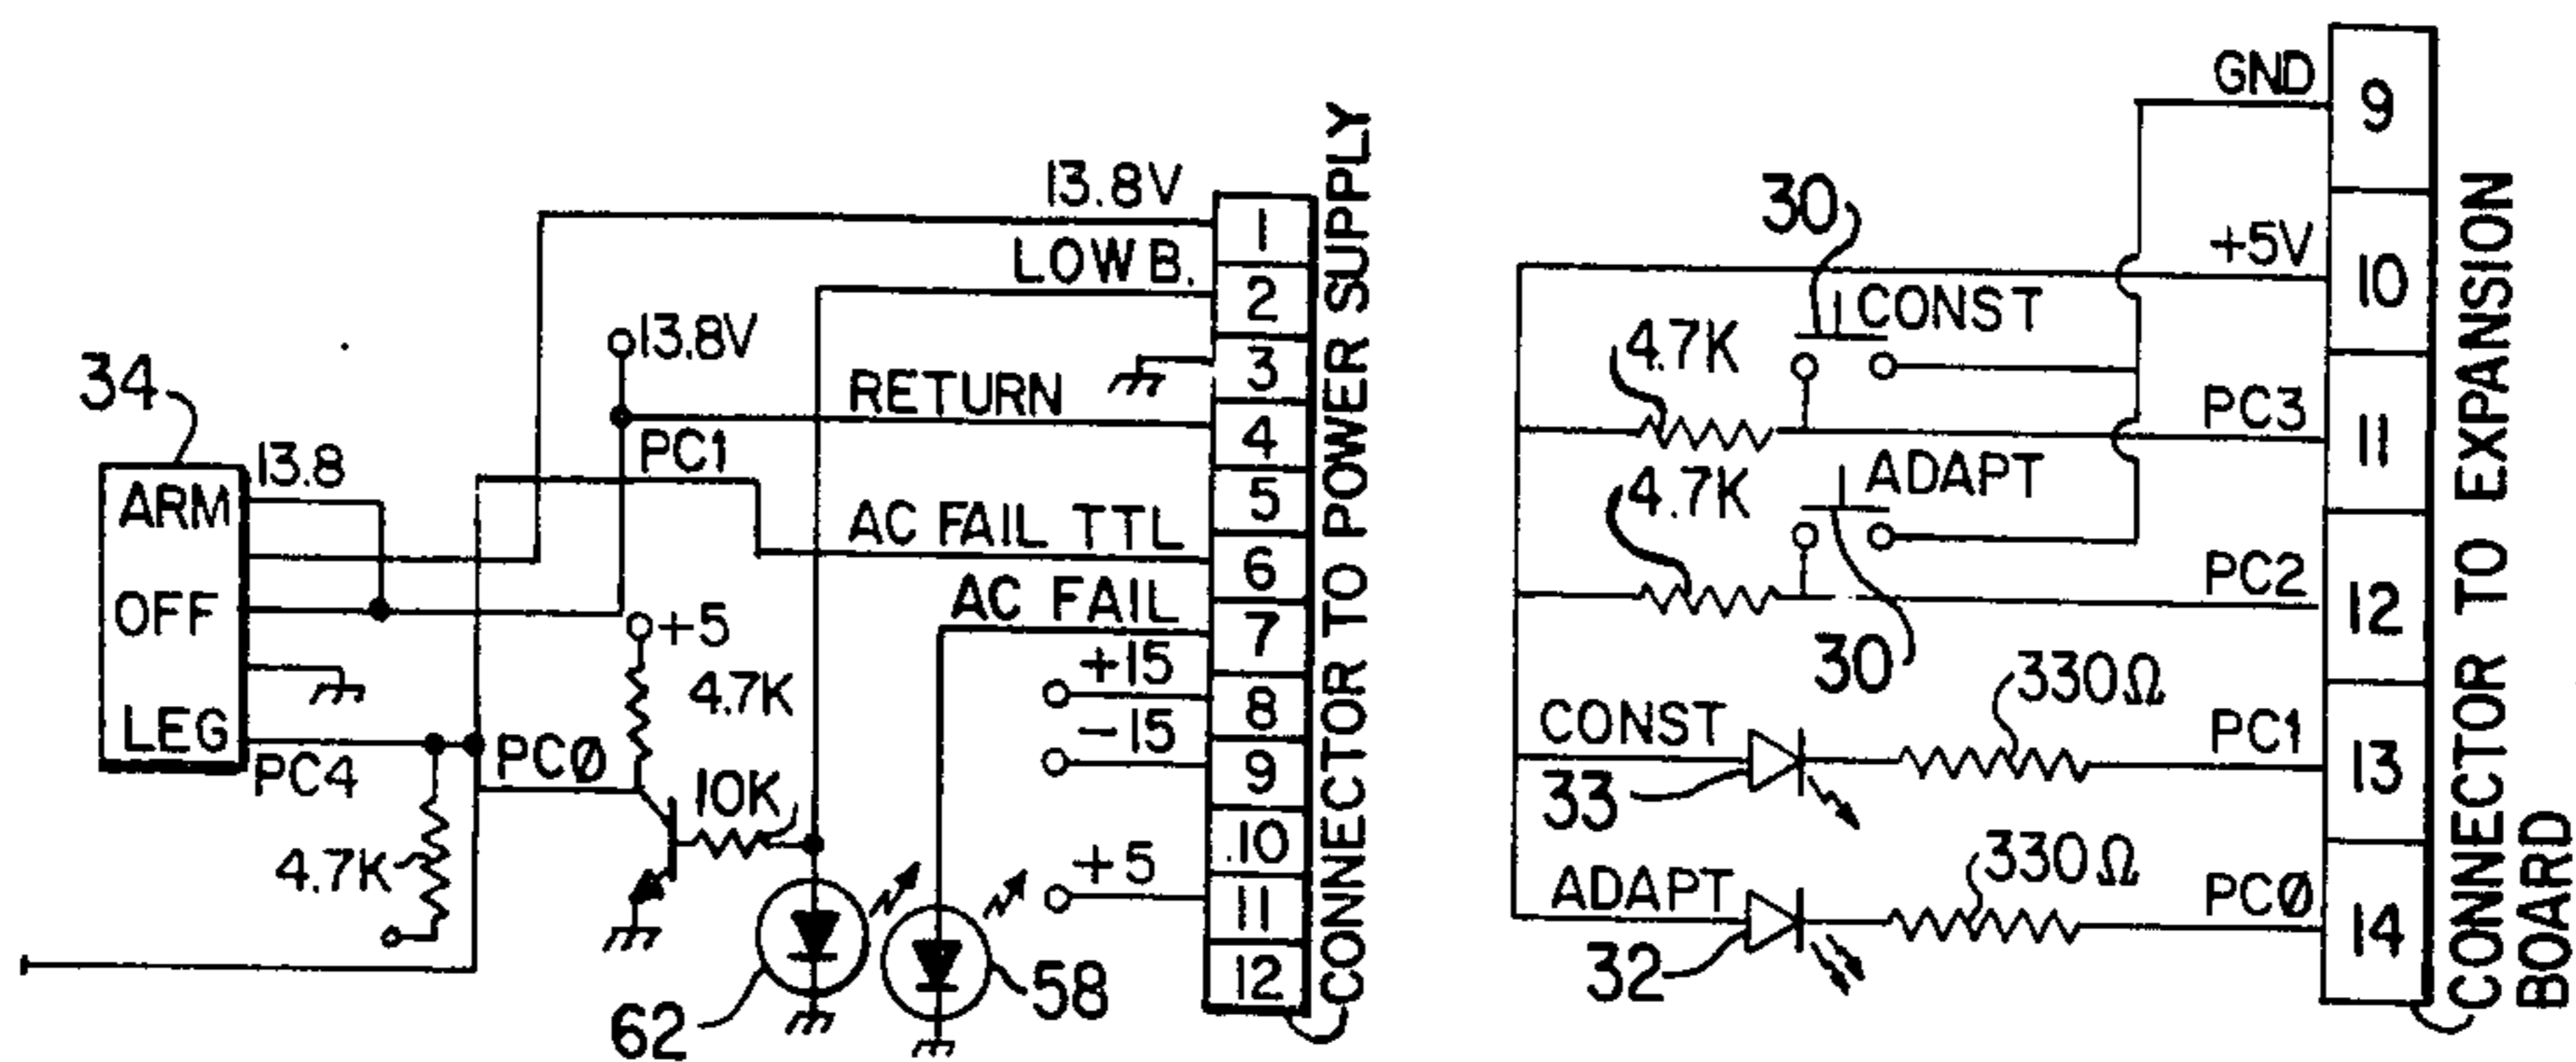 34
13.8
ARM
OFF
LEG
PC4
4.7K
13.8V
13.8V
LOW B.
RETURN
PC1
AC FAIL TTL
AC FAIL
+5
4.7K
PCØ
10K
+15
-15
+5
62
58
1
2
3
4
5
6
7
8
9
10
11
12
CONNECTOR TO POWER SUPPLY
GND
+5V
30
CONST
4.7K
PC3
ADAPT
4.7K
PC2
30
330Ω
CONST
PC1
33
330Ω
ADAPT
PCØ
32
9
10
11
12
13
14
CONNECTOR TO EXPANSION
BOARD